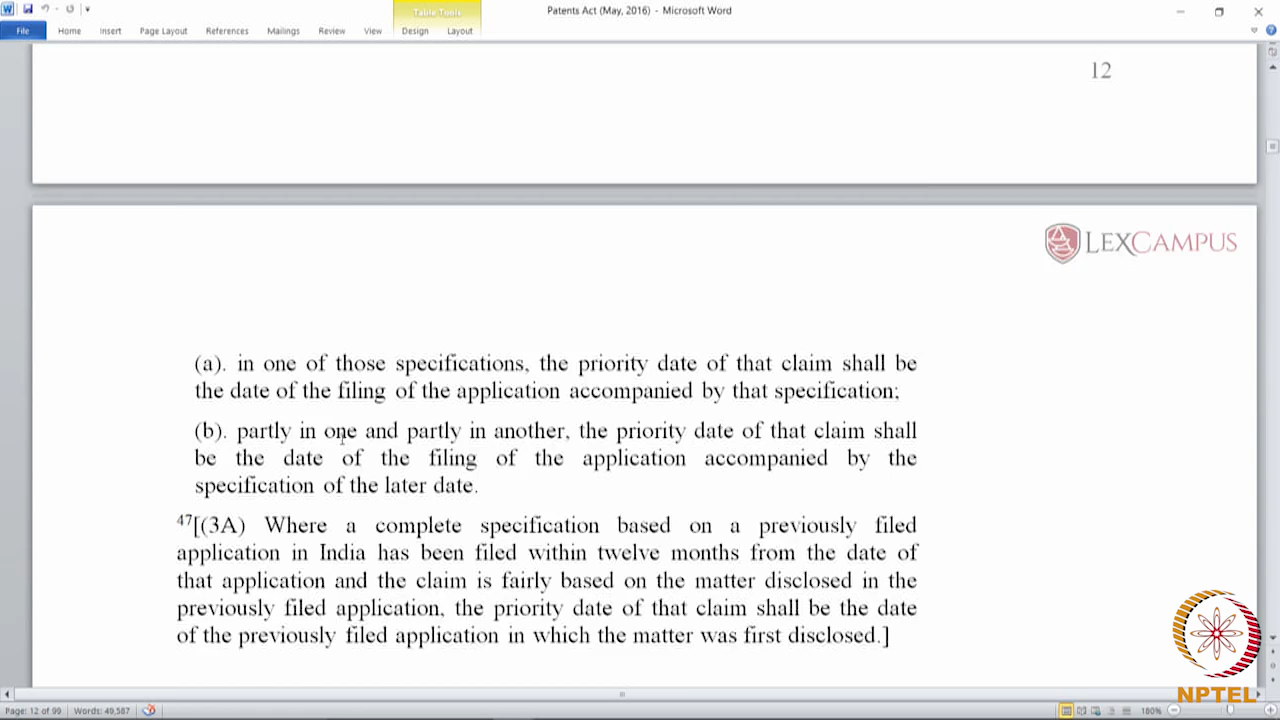 Patents Act (May, 2016) - Microsoft Word
Table Tools
File Home Insert Page Layout References Mailings Review View Design Layout
12
LEXCAMPUS
(a). in one of those specifications, the priority date of that claim shall be
the date of the filing of the application accompanied by that specification;
(b). partly in one and partly in another, the priority date of that claim shall
be the date of the filing of the application accompanied by the
specification of the later date.
47[(3A) Where a complete specification based on a previously filed
application in India has been filed within twelve months from the date of
that application and the claim is fairly based on the matter disclosed in the
previously filed application, the priority date of that claim shall be the date
of the previously filed application in which the matter was first disclosed.]
NPTEL
Page: 12 of 99 Words: 49,587 180%